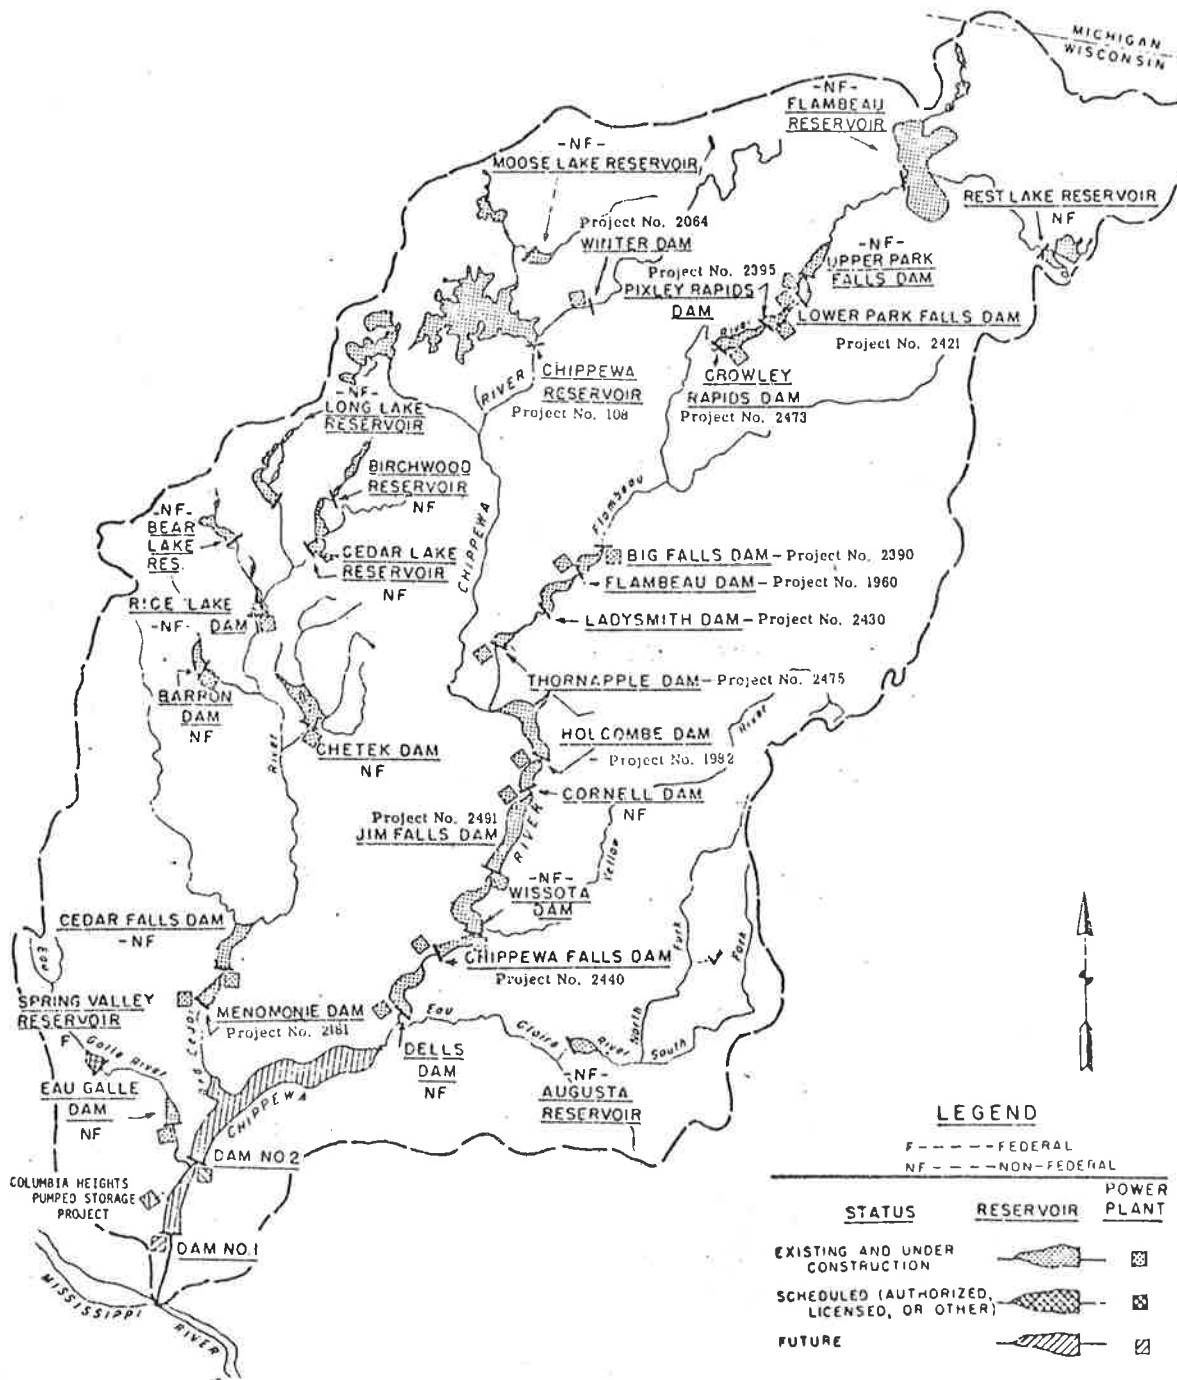 MICHIGAN
WISCONSIN
-NF-
FLAMBEAU
RESERVOIR
-NF-
MOOSE LAKE RESERVOIR
REST LAKE RESERVOIR
NF
Project No. 2064
WINTER DAM
-NF-
UPPER PARK
FALLS DAM
Project No. 2395
PIXLEY RAPIDS
DAM
River
LOWER PARK FALLS DAM
Project No. 2421
CROWLEY
RAPIDS DAM
Project No. 2473
CHIPPEWA
RESERVOIR
Project No. 108
RIVER
-NF-
LONG LAKE
RESERVOIR
BIRCHWOOD
RESERVOIR
NF
-NF-
BEAR
LAKE
RES.
CEDAR LAKE
RESERVOIR
NF
CHIPPEWA
Flambeau
BIG FALLS DAM - Project No. 2390
FLAMBEAU DAM - Project No. 1960
LADYSMITH DAM - Project No. 2430
RICE LAKE
-NF- DAM
THORNAPPLE DAM - Project No. 2475
BARRON
DAM
NF
River
CHETEK DAM
NF
HOLCOMBE DAM
- Project No. 1982
River
CORNELL DAM
NF
Project No. 2491
JIM FALLS DAM
RIVER
Yellow
-NF-
WISSOTA
DAM
CEDAR FALLS DAM
-NF
Eau
CHIPPEWA FALLS DAM
Project No. 2440
Fork
Fork
SPRING VALLEY
RESERVOIR
F
MENOMONIE DAM
Project No. 2181
Red Cedar
Galle River
Eau
Claire
River
North
South
DELLS
DAM
NF
EAU GALLE
DAM
NF
CHIPPEWA
-NF-
AUGUSTA
RESERVOIR
DAM NO. 2
COLUMBIA HEIGHTS
PUMPED STORAGE
PROJECT
DAM NO. 1
MISSISSIPPI
RIVER
LEGEND
F - - - - - FEDERAL
NF - - - - NON-FEDERAL
STATUS RESERVOIR POWER
PLANT
EXISTING AND UNDER
CONSTRUCTION
SCHEDULED (AUTHORIZED,
LICENSED, OR OTHER)
FUTURE